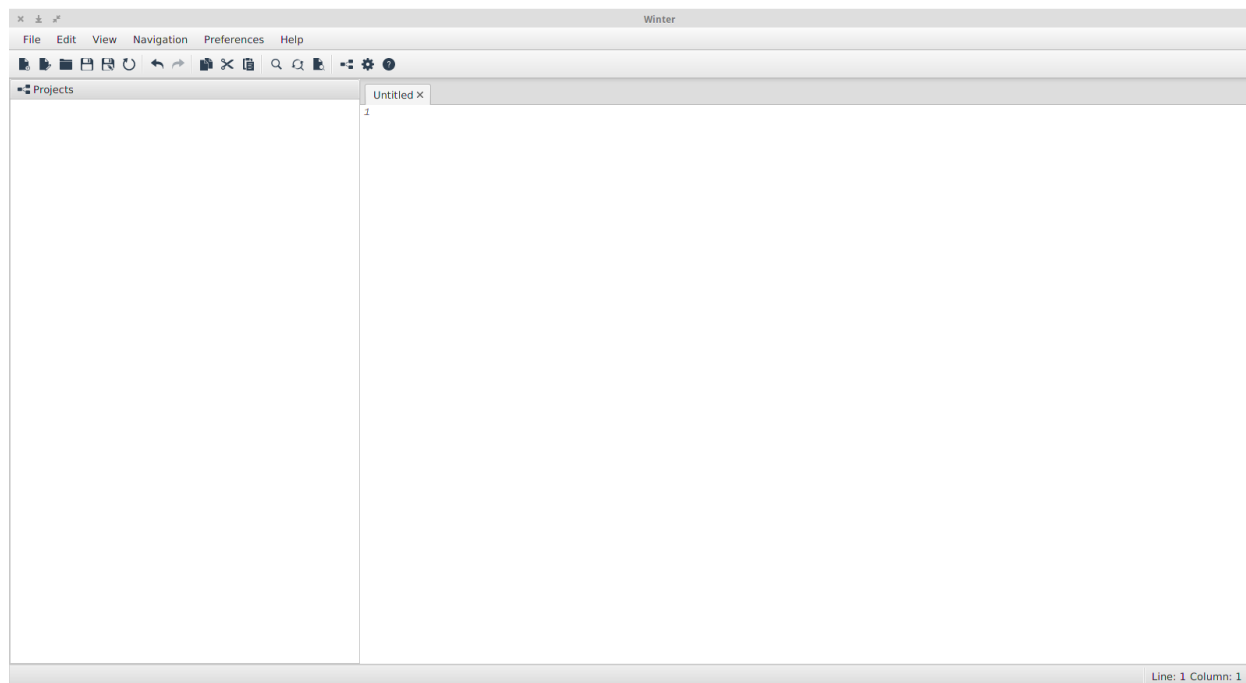 Winter
File Edit View Navigation Preferences Help
Projects
Untitled
1
Line: 1 Column: 1